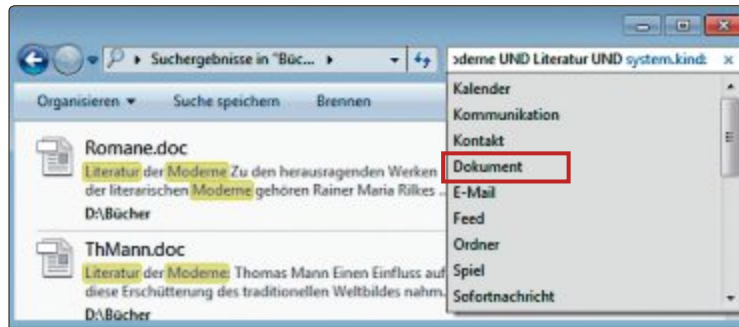 Suchergebnisse in "Büc...
oderne UND Literatur UND system.kind:
Organisieren
Suche speichern
Brennen
Romane.doc
Literatur der Moderne Zu den herausragenden Werken
der literarischen Moderne gehören Rainer Maria Rilkes ...
D:\Bücher
ThMann.doc
Literatur der Moderne: Thomas Mann Einen Einfluss auf
diese Erschütterung des traditionellen Weltbildes nahm.
D:\Bücher
Kalender
Kommunikation
Kontakt
Dokument
E-Mail
Feed
Ordner
Spiel
Sofortnachricht